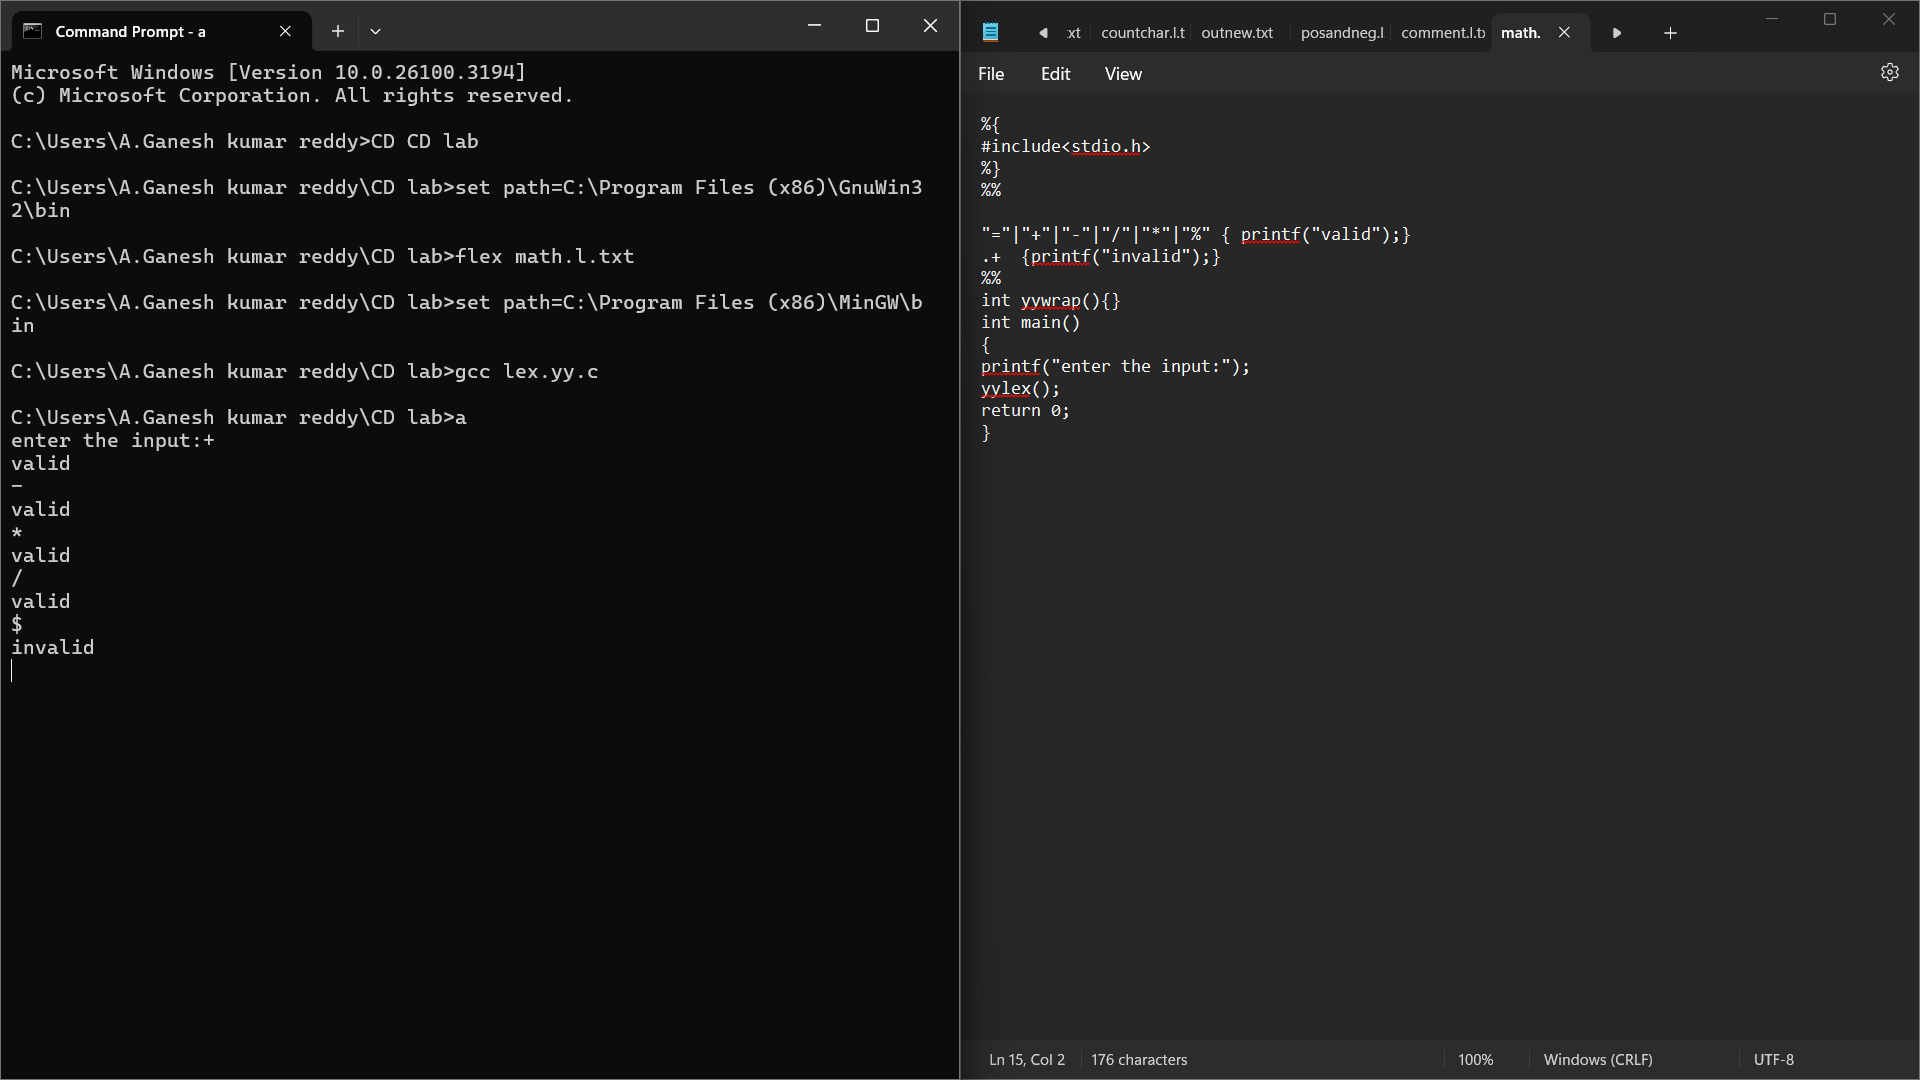 Command Prompt - a
Microsoft Windows [Version 10.0.26100.3194]
(c) Microsoft Corporation. All rights reserved.
C:\Users\A.Ganesh kumar reddy>CD CD lab
C:\Users\A.Ganesh kumar reddy\CD lab>set path=C:\Program Files (x86)\GnuWin3
2\bin
C:\Users\A.Ganesh kumar reddy\CD lab>flex math.l.txt
C:\Users\A.Ganesh kumar reddy\CD lab>set path=C:\Program Files (x86)\MinGW\b
in
C:\Users\A.Ganesh kumar reddy\CD lab>gcc lex.yy.c
C:\Users\A.Ganesh kumar reddy\CD lab>a
enter the input:+
valid
-
valid
*
valid
/
valid
$
invalid
xt countchar.l.t outnew.txt posandneg.l comment.l.tx math.
File Edit View
%{
#include<stdio.h>
%}
%%
"="|"+"|"-"|"/"|"*"|"%" { printf("valid");}
.+  {printf("invalid");}
%%
int yywrap(){}
int main()
{
printf("enter the input:");
yylex();
return 0;
}
Ln 15, Col 2 176 characters 100% Windows (CRLF) UTF-8